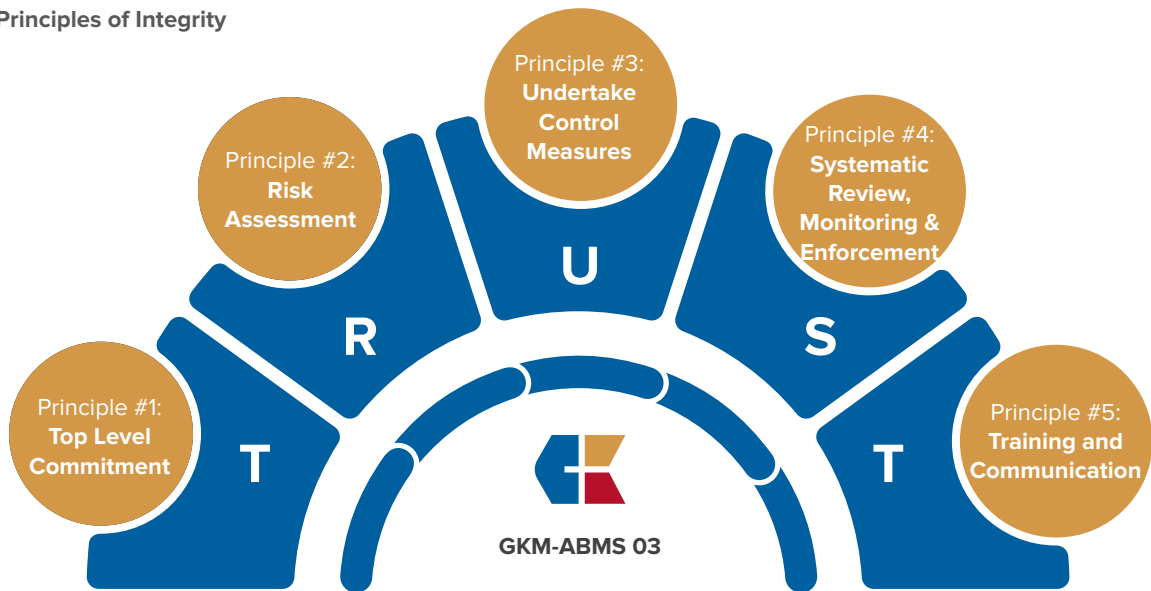 Principles of Integrity
Principle #1:
Top Level
Commitment
T
Principle #2:
Risk
Assessment
R
Principle #3:
Undertake
Control
Measures
U
Principle #4:
Systematic
Review,
Monitoring &
Enforcement
S
Principle #5:
Training and
Communication
T
GKM-ABMS 03